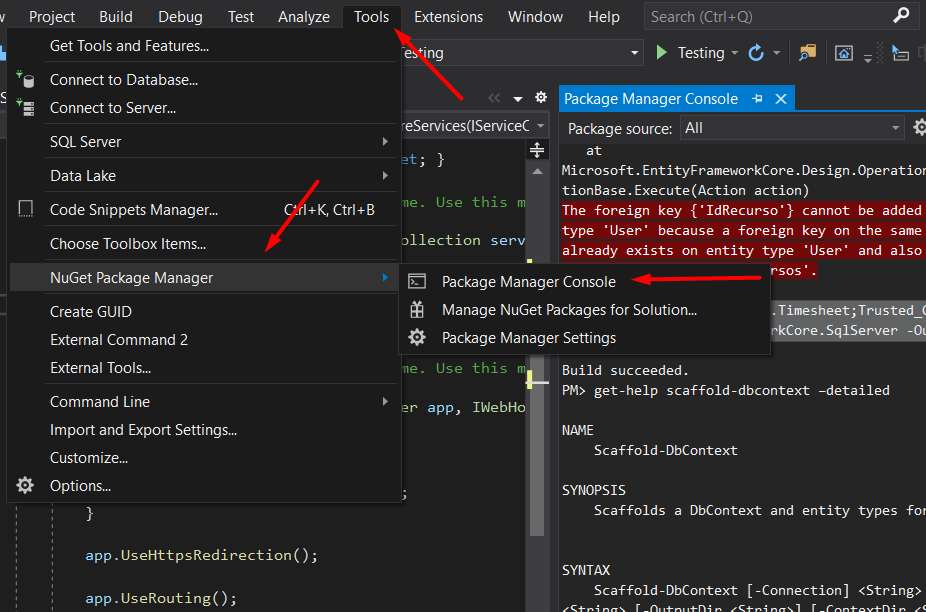 Project Build Debug Test Analyze Tools Extensions Window Help Search (Ctrl+Q)
Testing
Get Tools and Features...
Connect to Database...
Connect to Server...
SQL Server
Data Lake
Code Snippets Manager... Ctrl+K, Ctrl+B
Choose Toolbox Items...
NuGet Package Manager
Create GUID
External Command 2
External Tools...
Command Line
Import and Export Settings...
Customize...
Options...
Package Manager Console
Manage NuGet Packages for Solution...
Package Manager Settings
esting
reServices(IServiceC
et; }
me. Use this m
ollection serv
me. Use this m
er app, IWebHo
;
}
app.UseHttpsRedirection();
app.UseRouting();
Package Manager Console
Package source: All
at
Microsoft.EntityFrameworkCore.Design.Operation
tionBase.Execute(Action action)
The foreign key {'IdRecurso'} cannot be added
type 'User' because a foreign key on the same
already exists on entity type 'User' and also
rsos'.
.Timesheet;Trusted_C
rkCore.SqlServer -Ou
Build succeeded.
PM> get-help scaffold-dbcontext –detailed
NAME
Scaffold-DbContext
SYNOPSIS
Scaffolds a DbContext and entity types for
SYNTAX
Scaffold-DbContext [-Connection] <String>
<String> [-OutputDir <String>] [-ContextDir <S